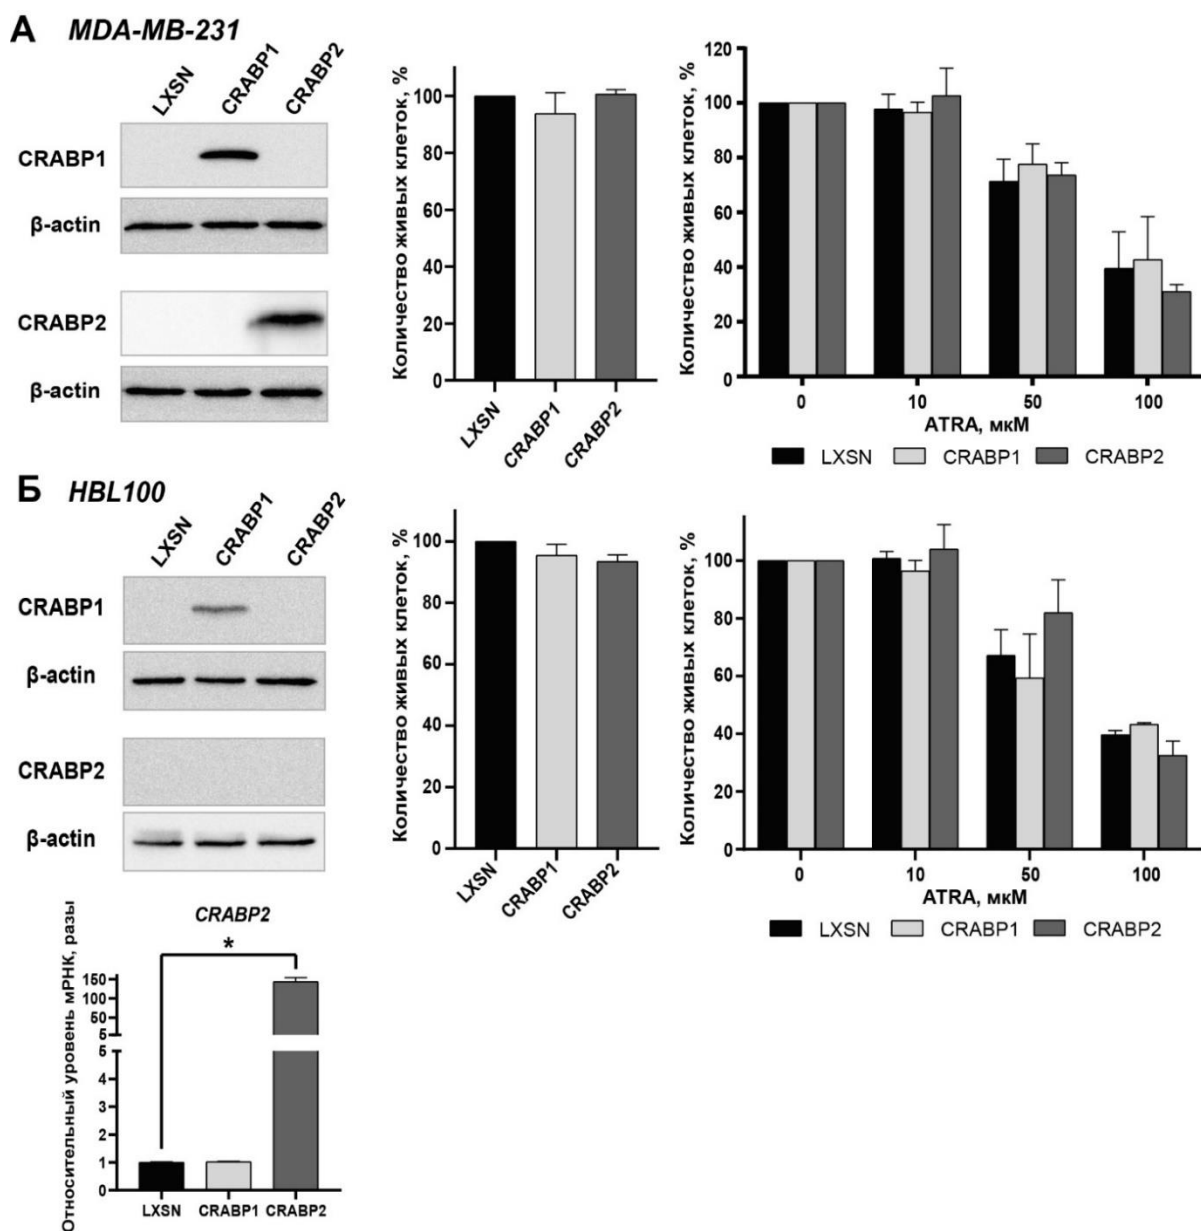 А MDA-MB-231
LXSN CRABP1 CRABP2
CRABP1
β-actin
CRABP2
β-actin
Количество живых клеток, %
100
80
60
40
20
0
LXSN CRABP1 CRABP2
Количество живых клеток, %
120
100
80
60
40
20
0
0 10 50 100
ATRA, мкМ
LXSN CRABP1 CRABP2
Б HBL100
LXSN CRABP1 CRABP2
CRABP1
β-actin
CRABP2
β-actin
Количество живых клеток, %
100
80
60
40
20
0
LXSN CRABP1 CRABP2
Количество живых клеток, %
100
80
60
40
20
0
0 10 50 100
ATRA, мкМ
LXSN CRABP1 CRABP2
CRABP2
*
Относительный уровень мРНК, разы
150
100
50
5
5
4
3
2
1
0
LXSN CRABP1 CRABP2